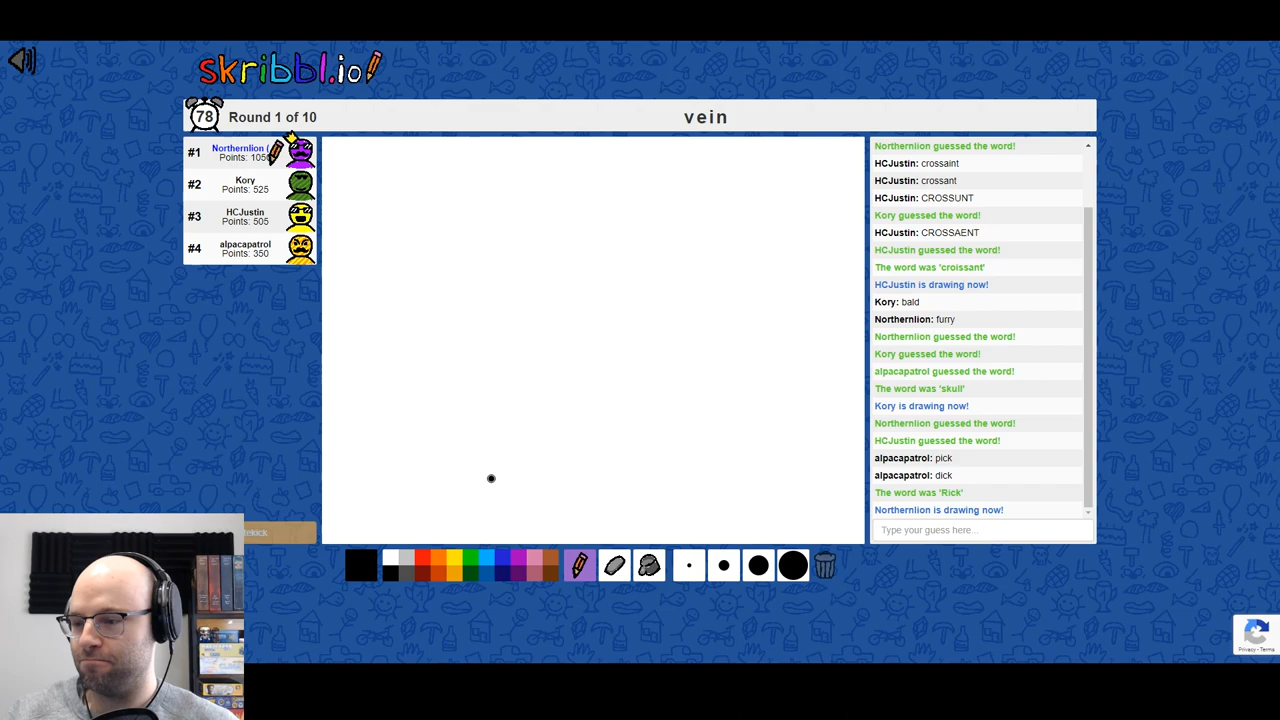 skribbl.io
78
Round 1 of 10
vein
#1
Northernlion (
Points: 1050
#2
Kory
Points: 525
#3
HCJustin
Points: 505
#4
alpacapatrol
Points: 350
Northernlion guessed the word!
HCJustin: crossaint
HCJustin: crossant
HCJustin: CROSSUNT
Kory guessed the word!
HCJustin: CROSSAENT
HCJustin guessed the word!
The word was 'croissant'
HCJustin is drawing now!
Kory: bald
Northernlion: furry
Northernlion guessed the word!
Kory guessed the word!
alpacapatrol guessed the word!
The word was 'skull'
Kory is drawing now!
Northernlion guessed the word!
HCJustin guessed the word!
alpacapatrol: pick
alpacapatrol: dick
The word was 'Rick'
Northernlion is drawing now!
Type your guess here...
Privacy - Terms